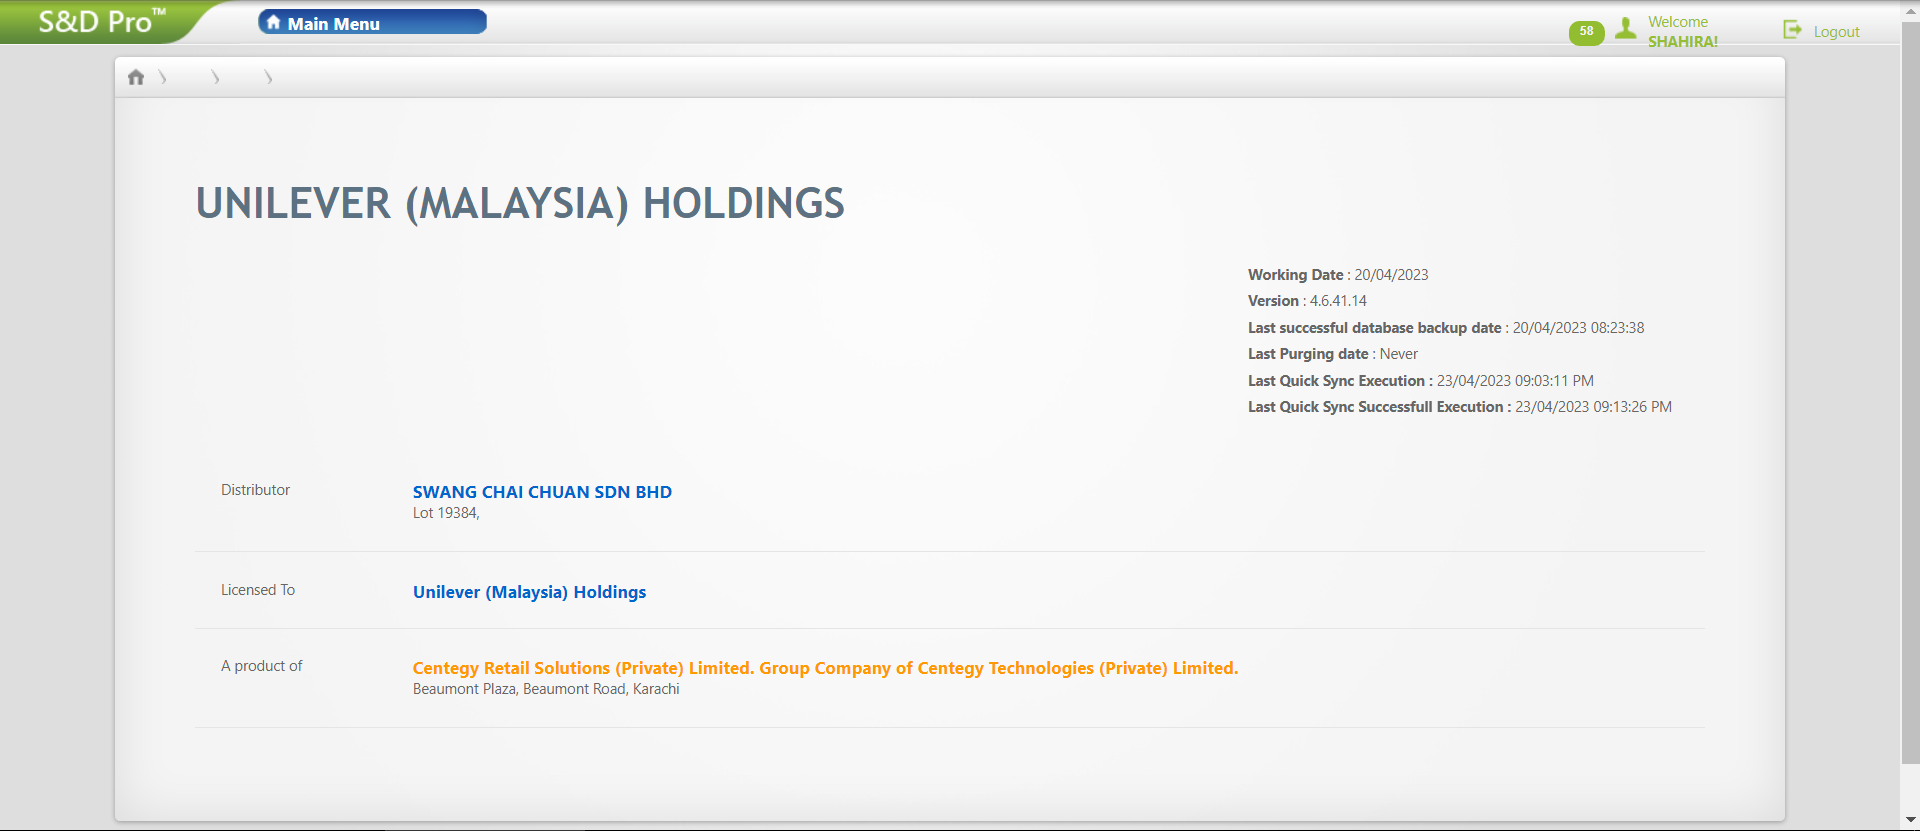 S&D Pro™
Main Menu
58
Welcome
SHAHIRA!
Logout
UNILEVER (MALAYSIA) HOLDINGS
Working Date : 20/04/2023
Version : 4.6.41.14
Last successful database backup date : 20/04/2023 08:23:38
Last Purging date : Never
Last Quick Sync Execution : 23/04/2023 09:03:11 PM
Last Quick Sync Successfull Execution : 23/04/2023 09:13:26 PM
Distributor
SWANG CHAI CHUAN SDN BHD
Lot 19384,
Licensed To
Unilever (Malaysia) Holdings
A product of
Centegy Retail Solutions (Private) Limited. Group Company of Centegy Technologies (Private) Limited.
Beaumont Plaza, Beaumont Road, Karachi